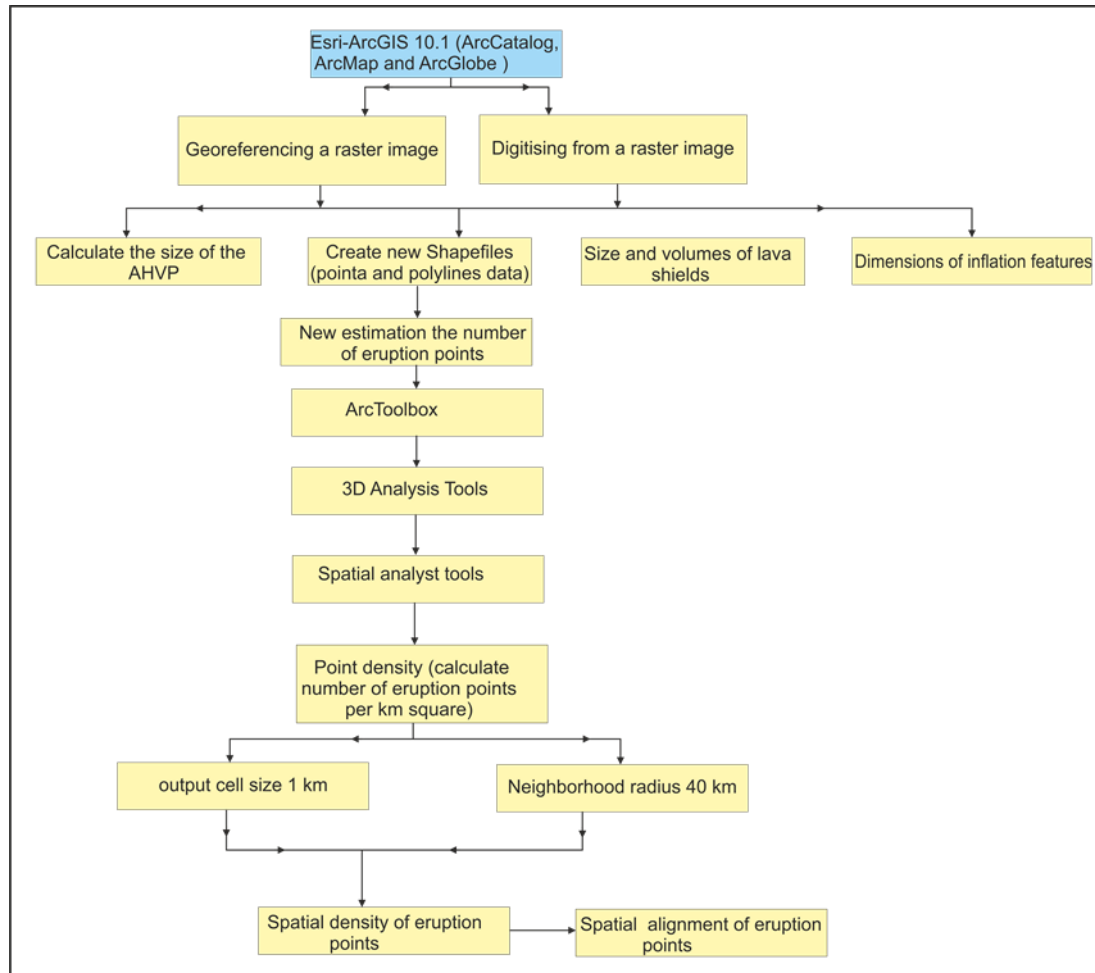 Esri-ArcGIS 10.1 (ArcCatalog,
ArcMap and ArcGlobe )
Georeferencing a raster image
Digitising from a raster image
Calculate the size of the
AHVP
Create new Shapefiles
(pointa and polylines data)
Size and volumes of lava
shields
Dimensions of inflation features
New estimation the number
of eruption points
ArcToolbox
3D Analysis Tools
Spatial analyst tools
Point density (calculate
number of eruption points
per km square)
output cell size 1 km
Neighborhood radius 40 km
Spatial density of eruption
points
Spatial alignment of eruption
points